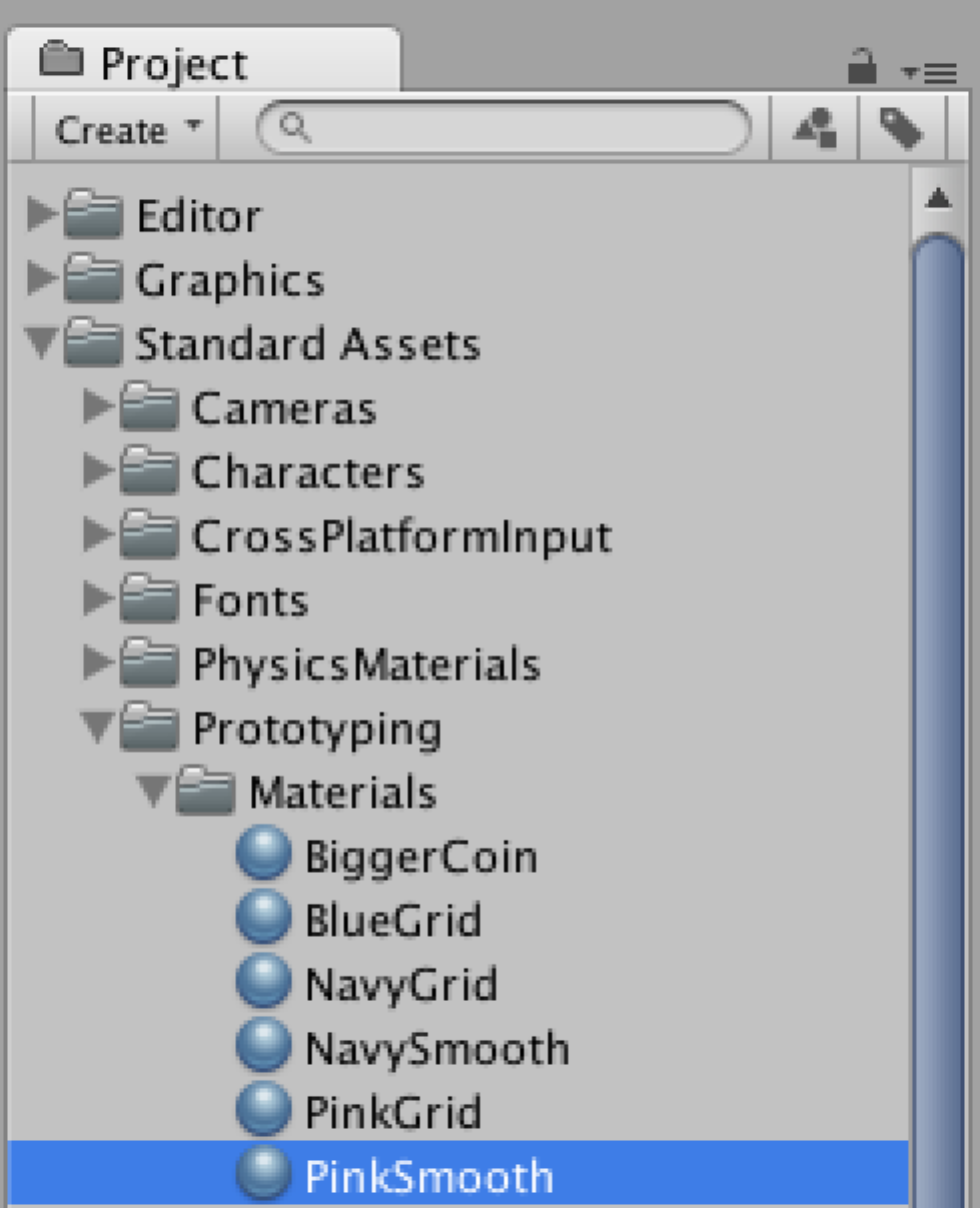 Project
Create
Editor
Graphics
Standard Assets
Cameras
Characters
CrossPlatformInput
Fonts
PhysicsMaterials
Prototyping
Materials
BiggerCoin
BlueGrid
NavyGrid
NavySmooth
PinkGrid
PinkSmooth